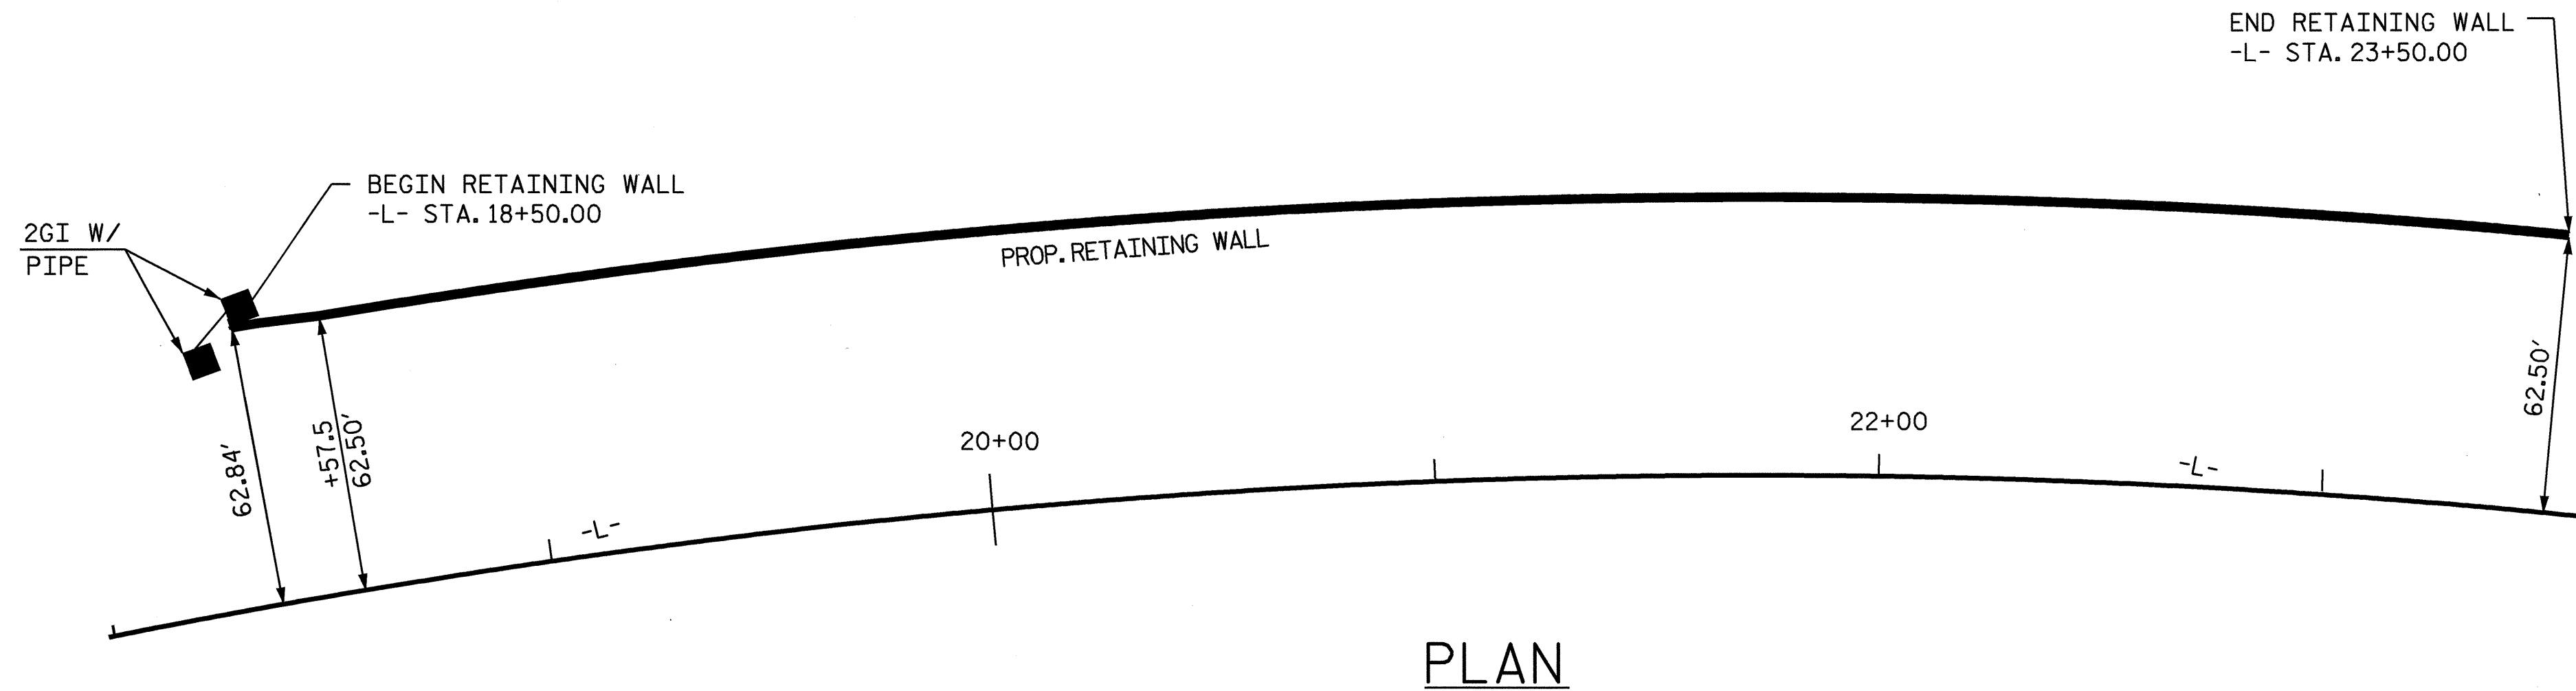 END RETAINING WALL
-L- STA. 23+50.00
BEGIN RETAINING WALL
-L- STA. 18+50.00
2GI W/
PIPE
PROP. RETAINING WALL
62.84'
+57.5
62.50'
20+00
22+00
-L-
-L-
62.50'
PLAN